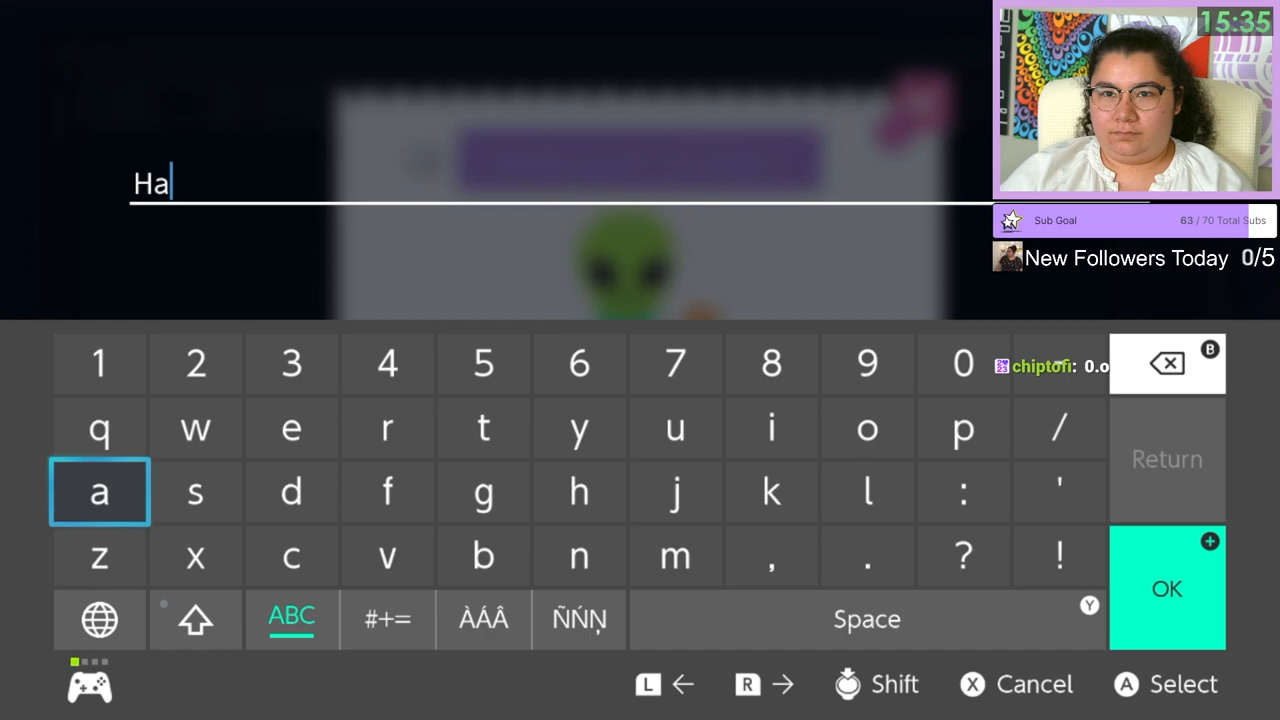 15:35
Ha
Sub Goal 63 / 70 Total Subs
New Followers Today 0/5
1 2 3 4 5 6 7 8 9 0 -
chiptofi: 0.o
B
q w e r t y u i o p /
Return
a s d f g h j k l : '
+
z x c v b n m , . ? !
OK
ABC #+= ÀÁÂ ÑŃŅ Space Y
L ← R → Shift X Cancel A Select